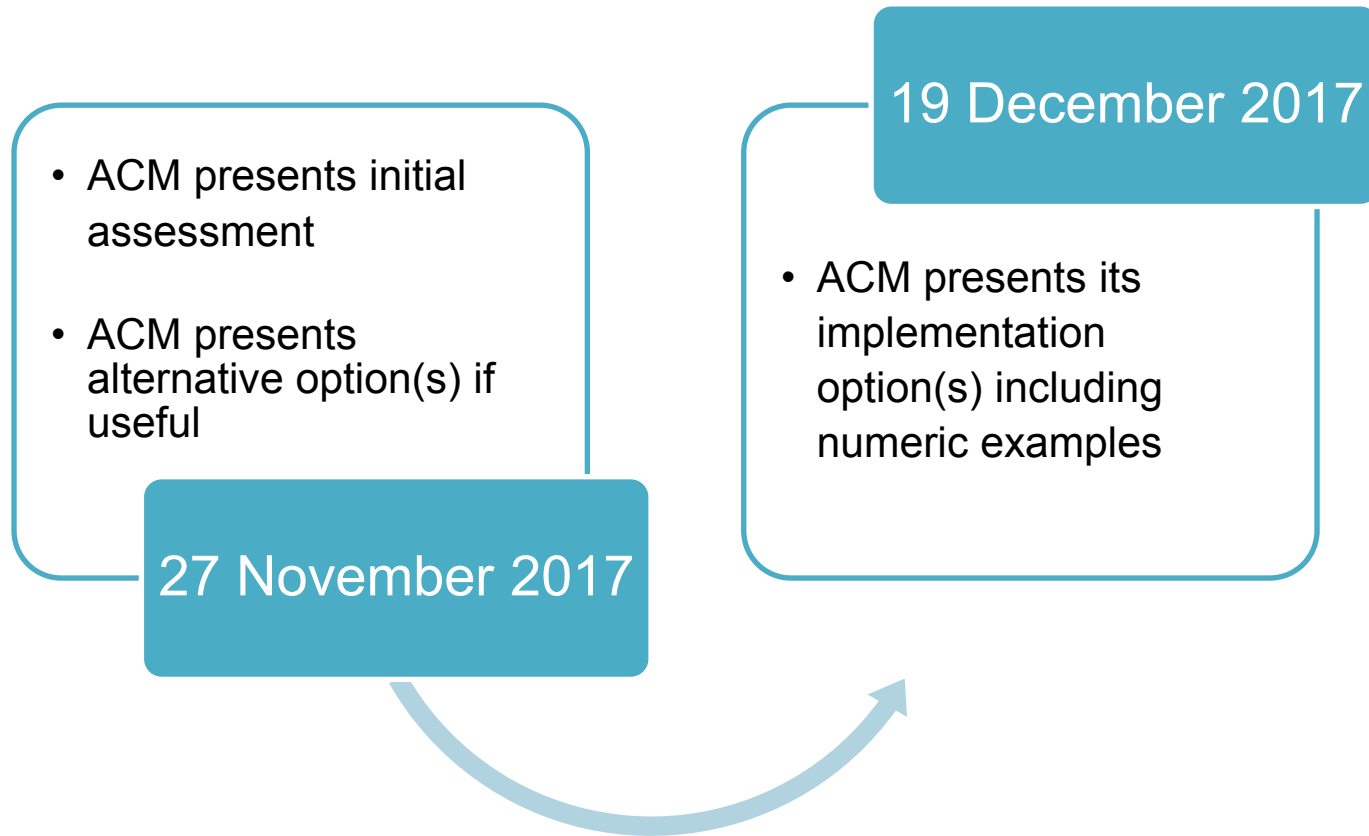 • ACM presents initial
assessment
• ACM presents
alternative option(s) if
useful
27 November 2017
19 December 2017
• ACM presents its
implementation
option(s) including
numeric examples